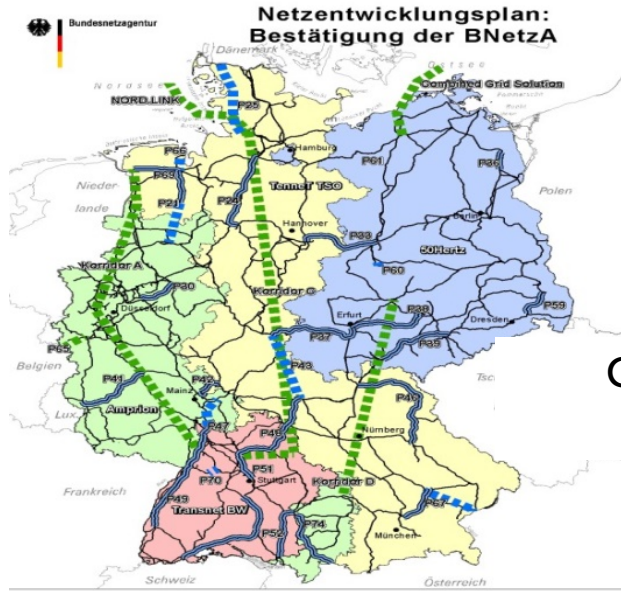 Bundesnetzagentur
Netzentwicklungsplan:
Bestätigung der BNetzA
Dänemark
Nordsee
Ostsee
Combined Grid Solution
NORD.LINK
P25
Hamburg
P61
P36
P66
P69
TenneT TSO
Nieder
lande
P21
P24
Polen
Berlin
Hannover
P33
50Hertz
Korridor A
P60
P30
Korridor C
P59
Düsseldorf
Erfurt
P38
Dresden
P37
P39
P65
Belgien
P43
P41
P42
Mainz
P46
C
Tsc
Lux.
Amprion
P47
Nürnberg
P51
P70
Stuttgart
Korridor D
Frankreich
P49
Transnet BW
P67
P52
P74
München
Schweiz
Österreich